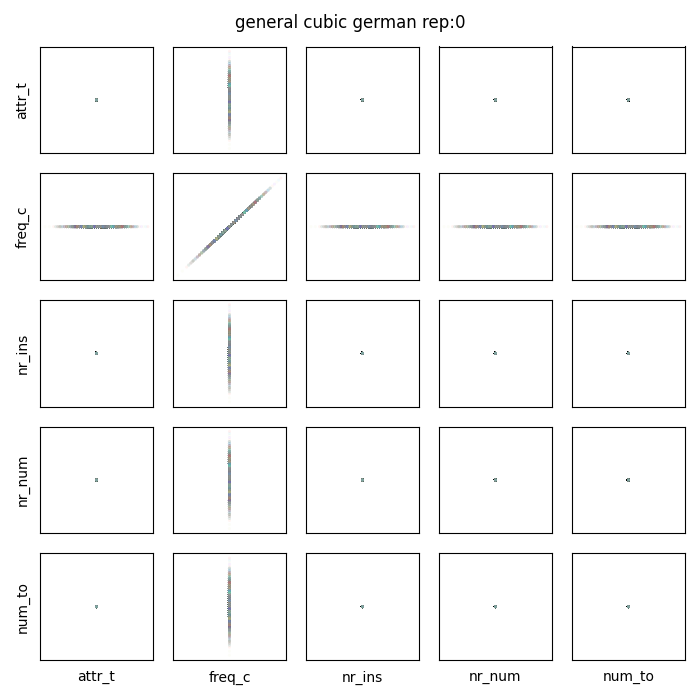 general cubic german rep:0
attr_t
freq_c
nr_ins
nr_num
num_to
attr_t freq_c nr_ins nr_num num_to